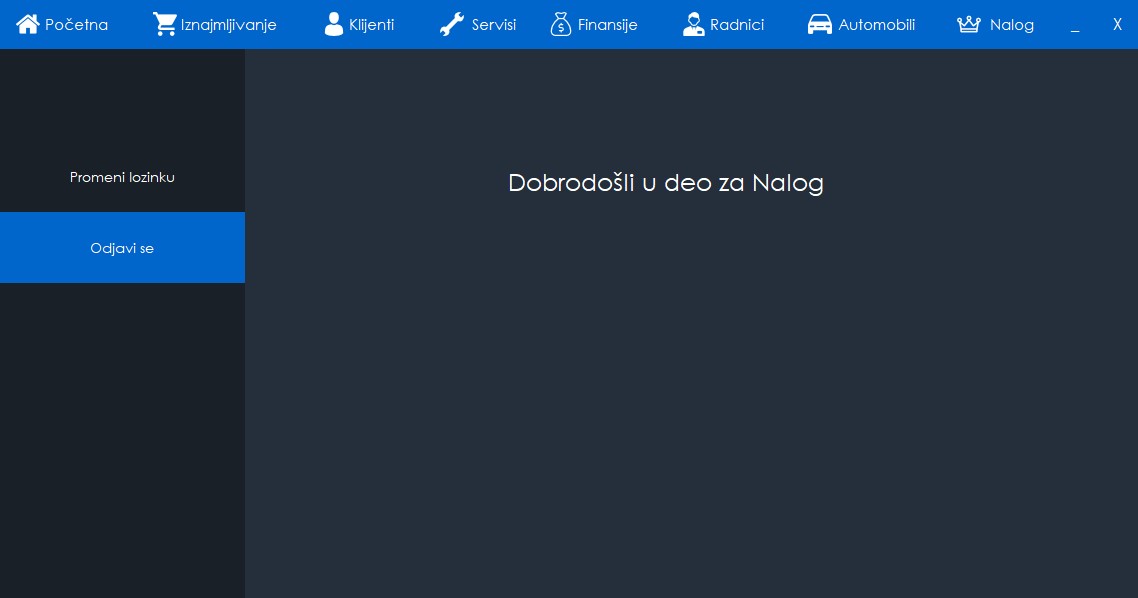 Početna Iznajmljivanje Klijenti Servisi Finansije Radnici Automobili Nalog _ X
Promeni lozinku
Dobrodošli u deo za Nalog
Odjavi se